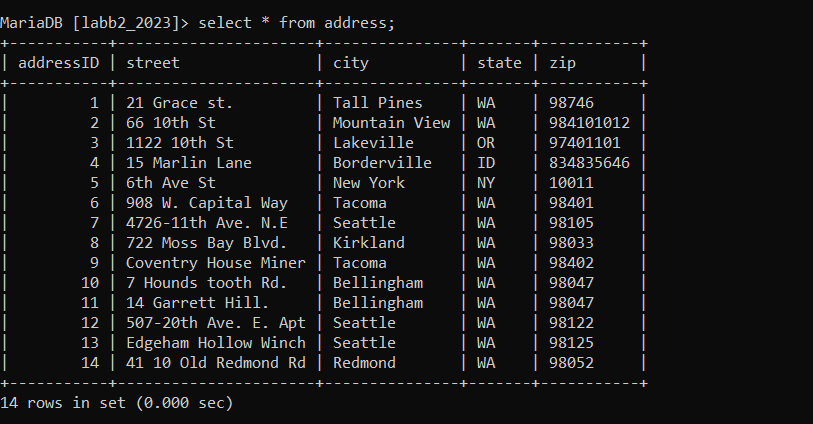 MariaDB [labb2_2023]> select * from address;
+-----------+----------------------+---------------+-------+-----------+
| addressID | street               | city          | state | zip       |
+-----------+----------------------+---------------+-------+-----------+
|         1 | 21 Grace st.         | Tall Pines    | WA    | 98746     |
|         2 | 66 10th St           | Mountain View | WA    | 984101012 |
|         3 | 1122 10th St         | Lakeville     | OR    | 97401101  |
|         4 | 15 Marlin Lane       | Borderville   | ID    | 834835646 |
|         5 | 6th Ave St           | New York      | NY    | 10011     |
|         6 | 908 W. Capital Way   | Tacoma        | WA    | 98401     |
|         7 | 4726-11th Ave. N.E   | Seattle       | WA    | 98105     |
|         8 | 722 Moss Bay Blvd.   | Kirkland      | WA    | 98033     |
|         9 | Coventry House Miner | Tacoma        | WA    | 98402     |
|        10 | 7 Hounds tooth Rd.   | Bellingham    | WA    | 98047     |
|        11 | 14 Garrett Hill.     | Bellingham    | WA    | 98047     |
|        12 | 507-20th Ave. E. Apt | Seattle       | WA    | 98122     |
|        13 | Edgeham Hollow Winch | Seattle       | WA    | 98125     |
|        14 | 41 10 Old Redmond Rd | Redmond       | WA    | 98052     |
+-----------+----------------------+---------------+-------+-----------+
14 rows in set (0.000 sec)